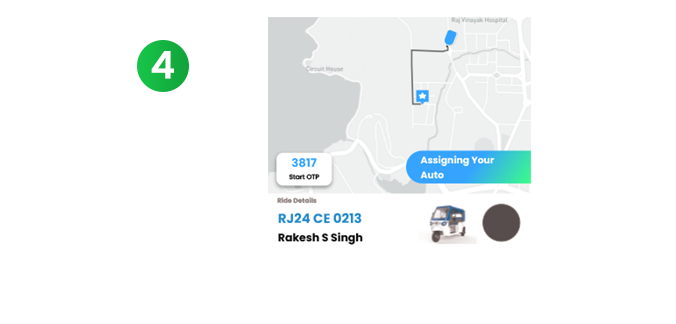 4
Raj Vinayak Hospital
Circuit House
3817
Start OTP
Assigning Your
Auto
Ride Details
RJ24 CE 0213
Rakesh S Singh